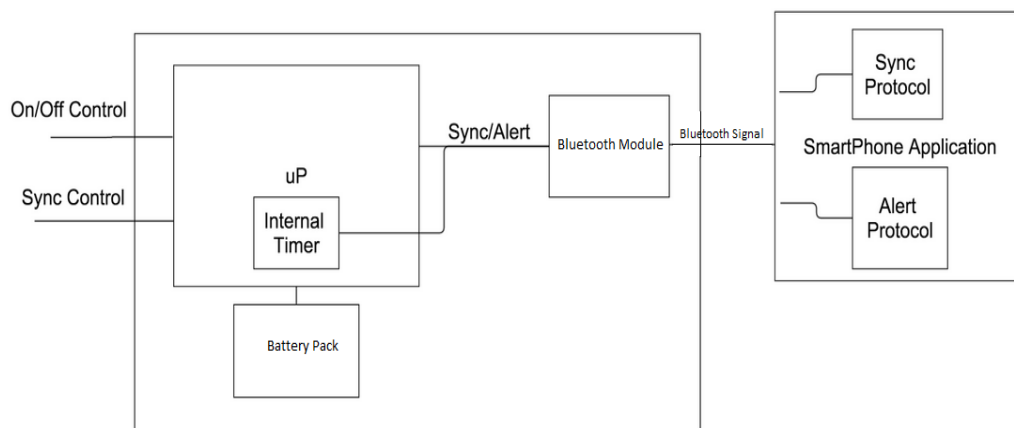 On/Off Control
Sync Control
uP
Internal
Timer
Battery Pack
Sync/Alert
Bluetooth Module
Bluetooth Signal
Sync
Protocol
SmartPhone Application
Alert
Protocol